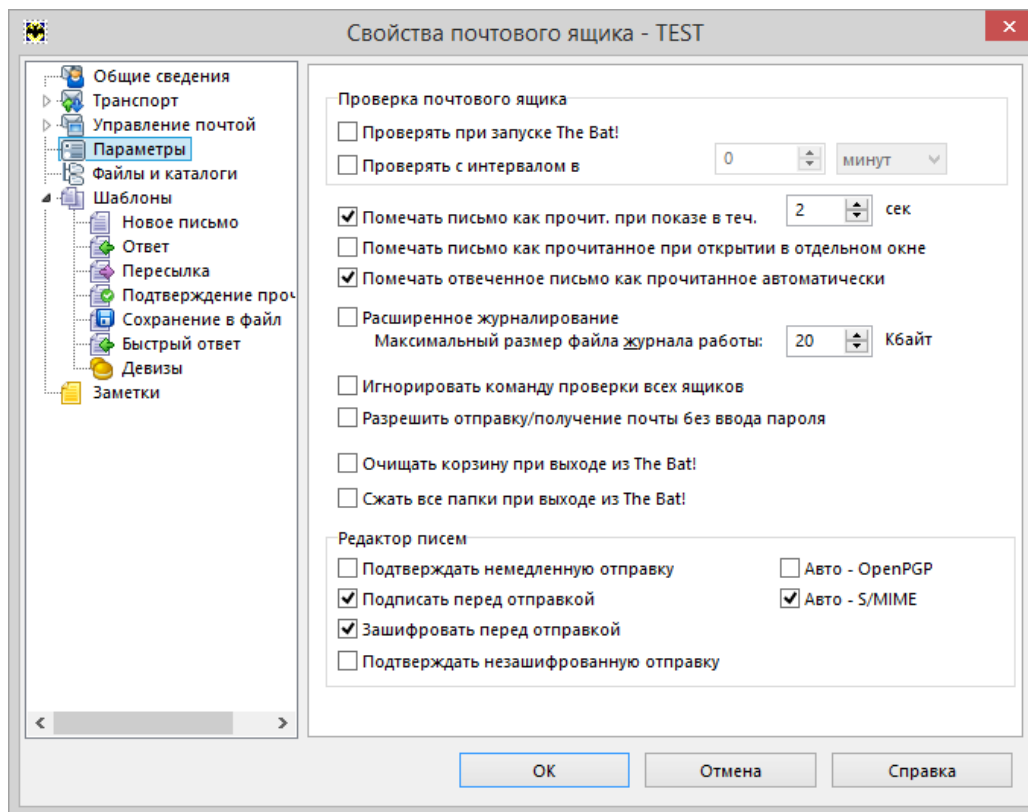 Свойства почтового ящика - TEST
Общие сведения
Транспорт
Управление почтой
Параметры
Файлы и каталоги
Шаблоны
Новое письмо
Ответ
Пересылка
Подтверждение проч
Сохранение в файл
Быстрый ответ
Девизы
Заметки
Проверка почтового ящика
Проверять при запуске The Bat!
Проверять с интервалом в 0 минут
Помечать письмо как прочит. при показе в теч. 2 сек
Помечать письмо как прочитанное при открытии в отдельном окне
Помечать отвеченное письмо как прочитанное автоматически
Расширенное журналирование
Максимальный размер файла журнала работы: 20 Кбайт
Игнорировать команду проверки всех ящиков
Разрешить отправку/получение почты без ввода пароля
Очищать корзину при выходе из The Bat!
Сжать все папки при выходе из The Bat!
Редактор писем
Подтверждать немедленную отправку Авто - OpenPGP
Подписать перед отправкой Авто - S/MIME
Зашифровать перед отправкой
Подтверждать незашифрованную отправку
ОК Отмена Справка